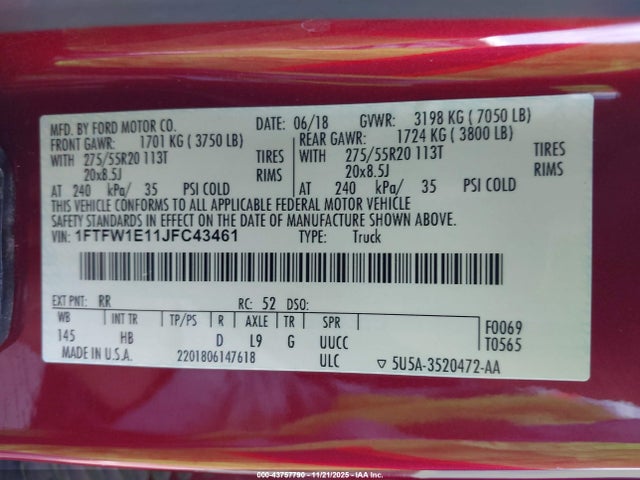 MFD. BY FORD MOTOR CO. DATE: 06/18 GVWR: 3198 KG ( 7050 LB)
FRONT GAWR: 1701 KG ( 3750 LB) REAR GAWR: 1724 KG ( 3800 LB)
WITH 275/55R20 113T TIRES WITH 275/55R20 113T TIRES
20x8.5J RIMS 20x8.5J RIMS
AT 240 kPa/ 35 PSI COLD AT 240 kPa/ 35 PSI COLD
THIS VEHICLE CONFORMS TO ALL APPLICABLE FEDERAL MOTOR VEHICLE
SAFETY STANDARDS IN EFFECT ON THE DATE OF MANUFACTURE SHOWN ABOVE.
VIN: 1FTFW1E11JFC43461 TYPE: Truck
EXT PNT: RR RC: 52 DSO:
WB INT TR TP/PS R AXLE TR SPR F0069
145 HB D L9 G UUCC T0565
MADE IN U.S.A. 2201806147618 ULC ▽ 5U5A-3520472-AA
000-43757790 - 11/21/2025 - IAA Inc.